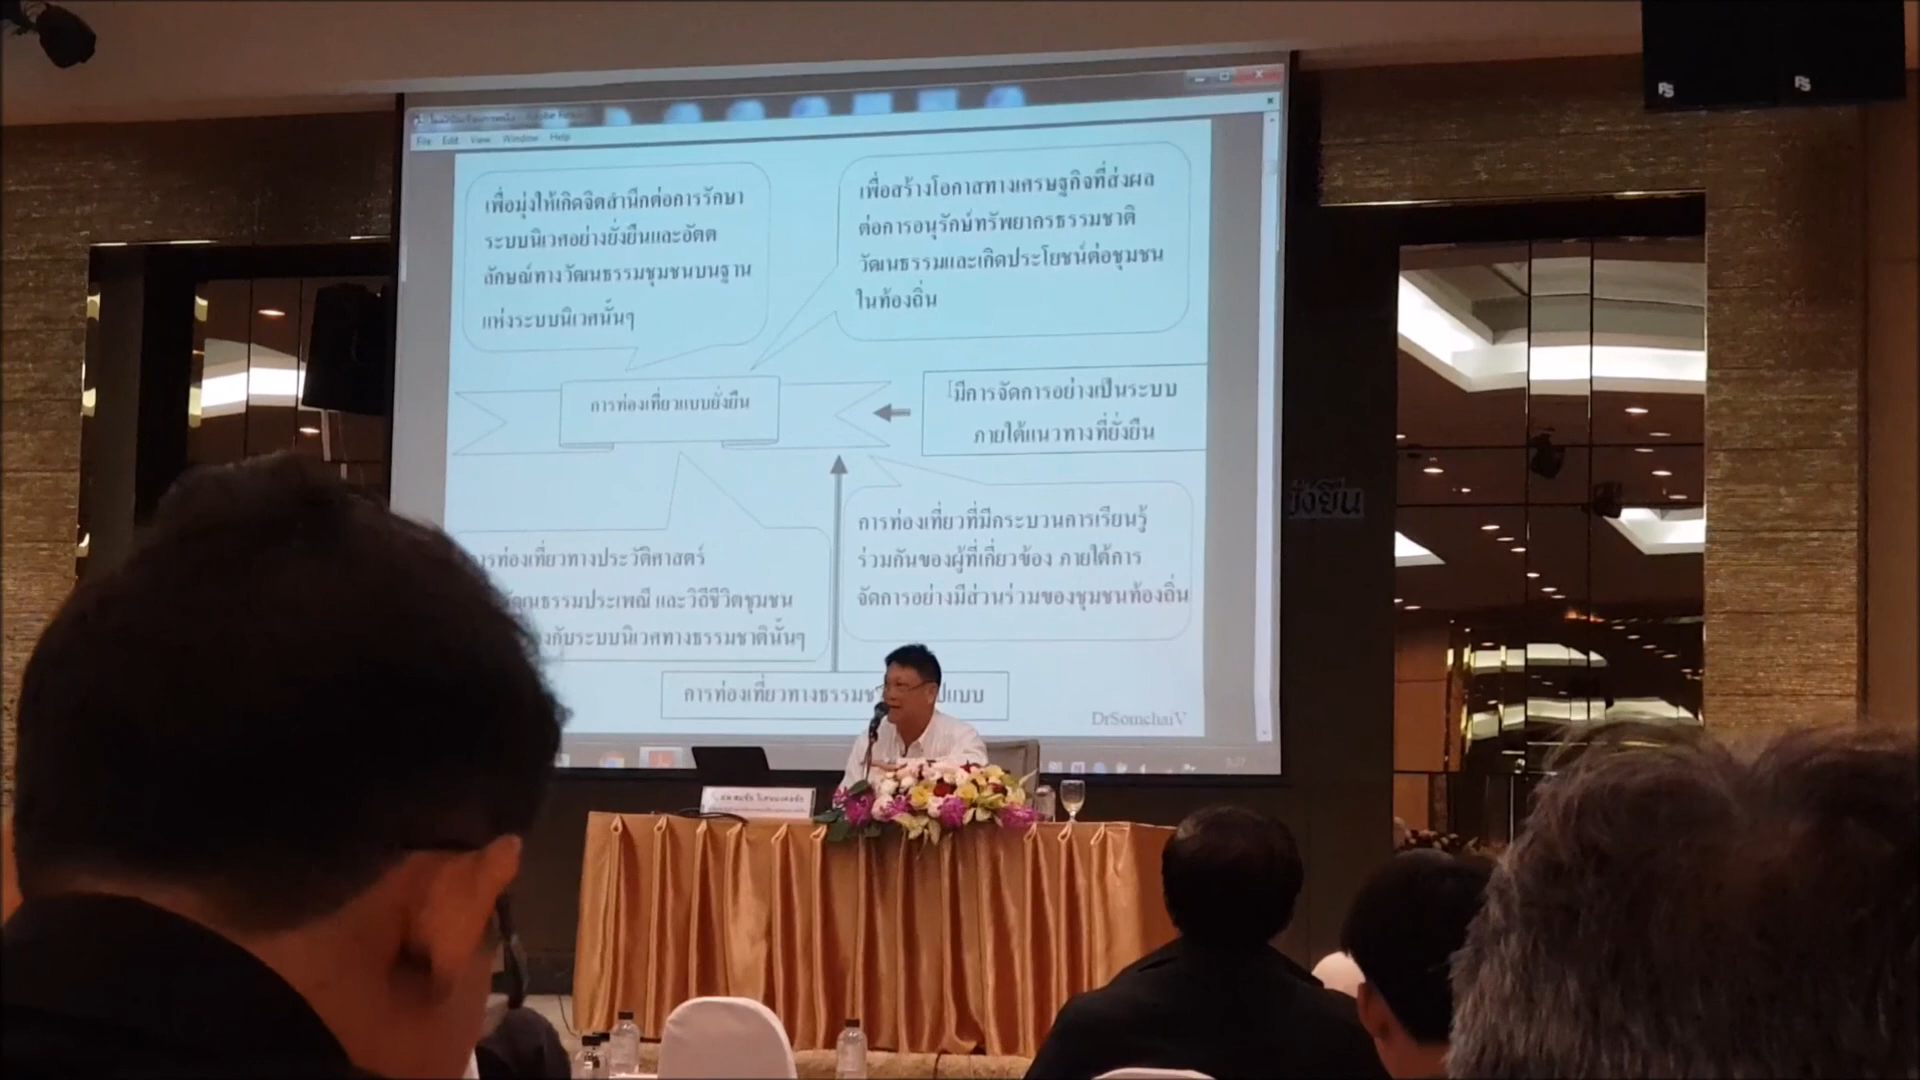 File Edit View Window Help
เพื่อมุ่งให้เกิดจิตสำนึกต่อการรักษา
ระบบนิเวศอย่างยั่งยืนและอัตต
ลักษณ์ทางวัฒนธรรมชุมชนบนฐาน
แห่งระบบนิเวศนั้นๆ
เพื่อสร้างโอกาสทางเศรษฐกิจที่ส่งผล
ต่อการอนุรักษ์ทรัพยากรธรรมชาติ
วัฒนธรรมและเกิดประโยชน์ต่อชุมชน
ในท้องถิ่น
การท่องเที่ยวแบบยั่งยืน
มีการจัดการอย่างเป็นระบบ
ภายใต้แนวทางที่ยั่งยืน
ารท่องเที่ยวทางประวัติศาสตร์
ัฒนธรรมประเพณี และวิถีชีวิตชุมชน
งกับระบบนิเวศทางธรรมชาตินั้นๆ
การท่องเที่ยวที่มีกระบวนการเรียนรู้
ร่วมกันของผู้ที่เกี่ยวข้อง ภายใต้การ
จัดการอย่างมีส่วนร่วมของชุมชนท้องถิ่น
การท่องเที่ยวทางธรรมช ปแบบ
DrSomchaiV
ยั่งยืน